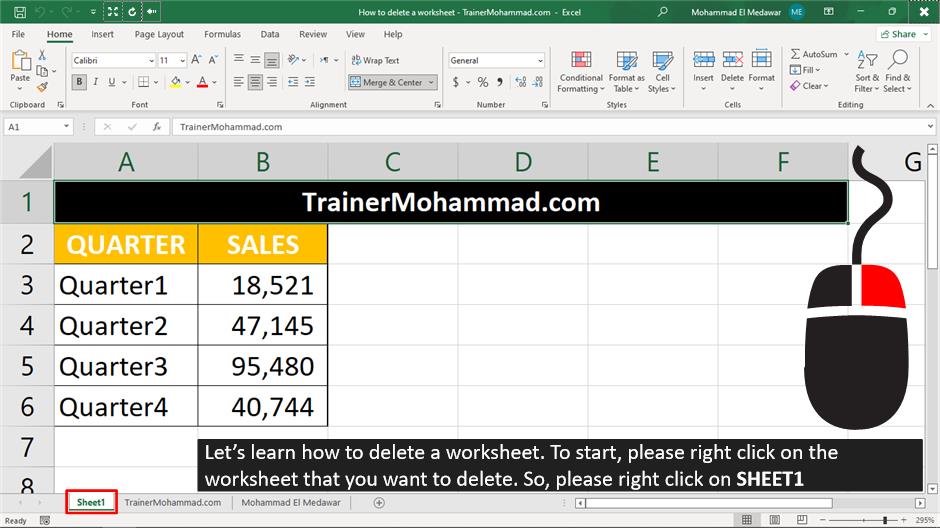 How to delete a worksheet - TrainerMohammad.com - Excel
Mohammad El Medawar ME
File Home Insert Page Layout Formulas Data Review View Help Share
Calibri 11 A A Wrap Text General AutoSum
Paste B I U A Merge & Center $ % , Conditional Formatting Format as Table Cell Styles Insert Delete Format Fill Clear Sort & Filter Find & Select
Clipboard Font Alignment Number Styles Cells Editing
A1 fx TrainerMohammad.com
A B C D E F G
1 TrainerMohammad.com
2 QUARTER SALES
3 Quarter1 18,521
4 Quarter2 47,145
5 Quarter3 95,480
6 Quarter4 40,744
7
8
Let's learn how to delete a worksheet. To start, please right click on the
worksheet that you want to delete. So, please right click on SHEET1
Sheet1 TrainerMohammad.com Mohammad El Medawar
Ready 295%